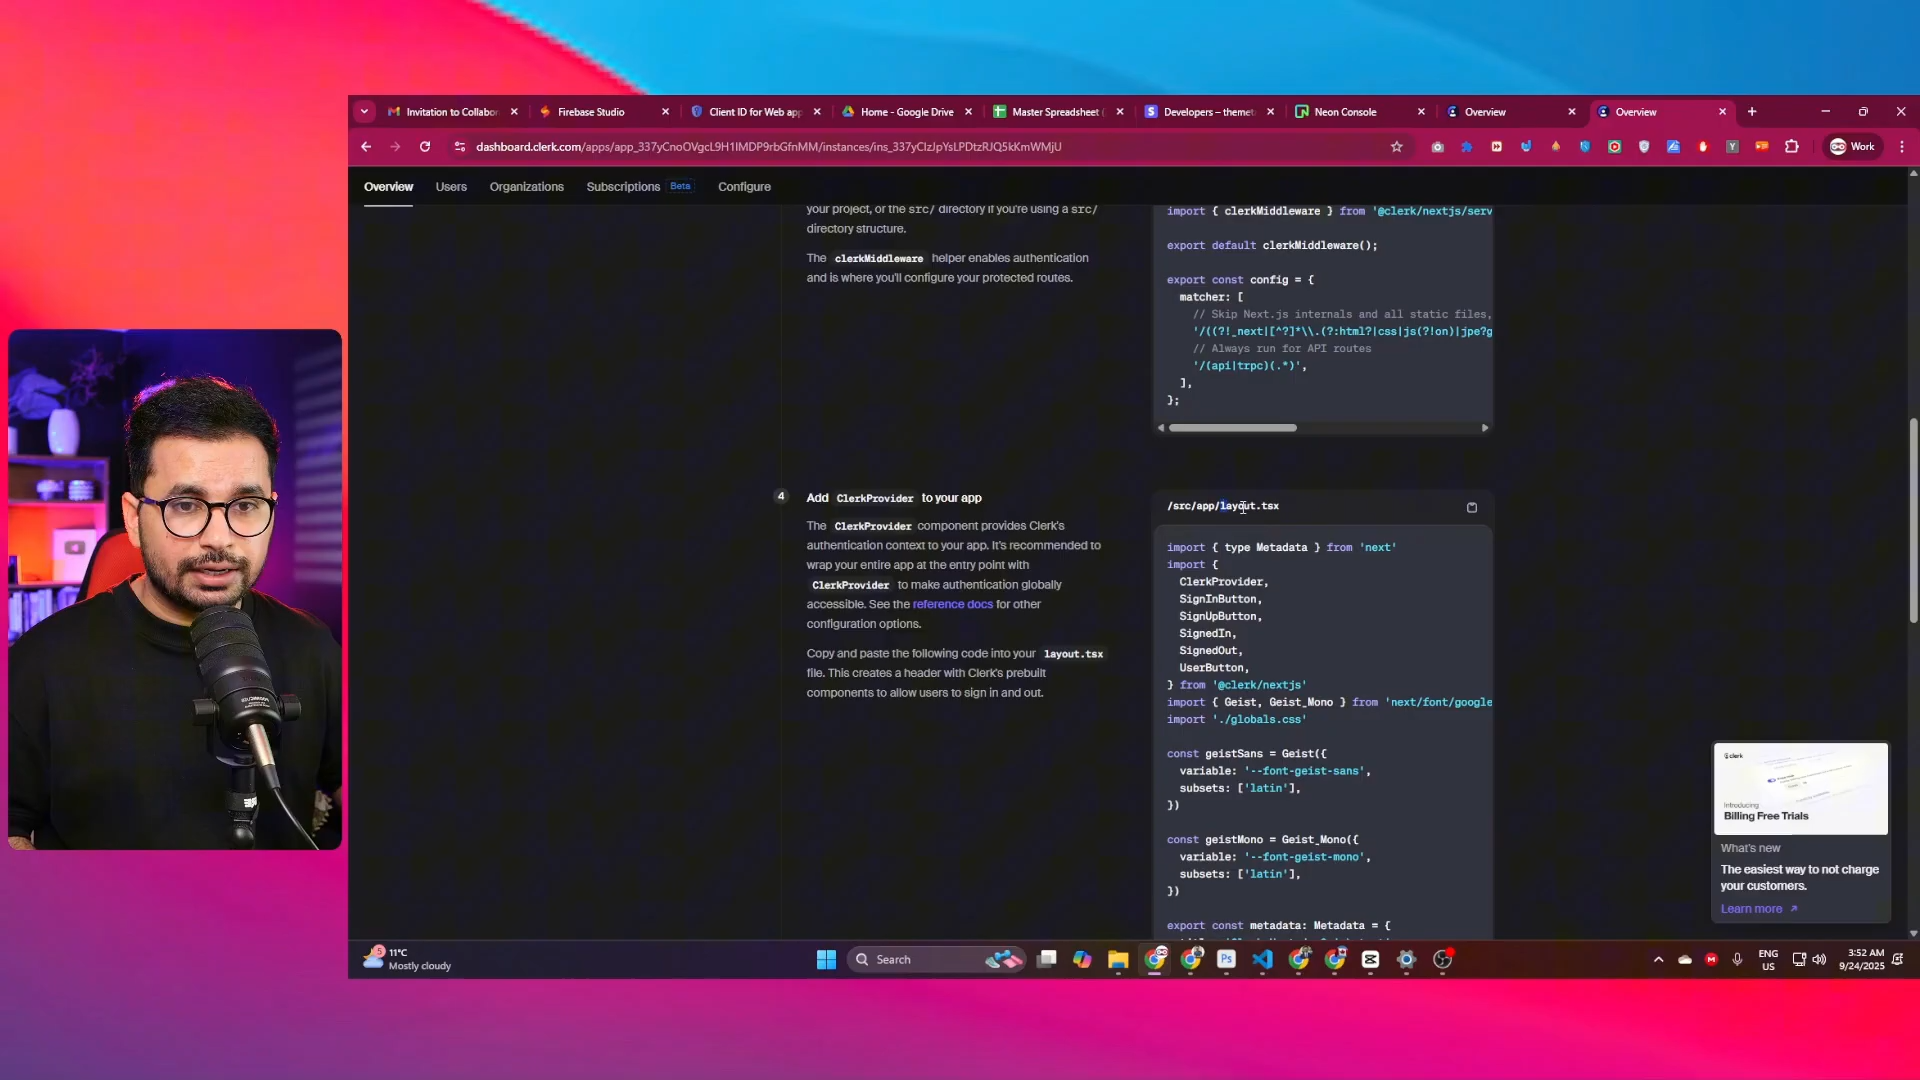 Invitation to Collabor
Firebase Studio
Client ID for Web app
Home - Google Drive
Master Spreadsheet (
Developers – themet
Neon Console
Overview
Overview
dashboard.clerk.com/apps/app_337yCnoOVgcL9H1IMDP9rbGfnMM/instances/ins_337yCIzJpYsLPDtzRJQ5kKmWMjU
Work
Overview
Users
Organizations
Subscriptions
Beta
Configure
your project, or the src/ directory if you're using a src/
directory structure.
The clerkMiddleware helper enables authentication
and is where you'll configure your protected routes.
import { clerkMiddleware } from '@clerk/nextjs/serv
export default clerkMiddleware();
export const config = {
matcher: [
// Skip Next.js internals and all static files,
'/((?!_next|[^?]*\\.(?:html?|css|js(?!on)|jpe?g
// Always run for API routes
'/(api|trpc)(.*)',
],
};
4
Add ClerkProvider to your app
The ClerkProvider component provides Clerk's
authentication context to your app. It's recommended to
wrap your entire app at the entry point with
ClerkProvider to make authentication globally
accessible. See the reference docs for other
configuration options.
Copy and paste the following code into your layout.tsx
file. This creates a header with Clerk's prebuilt
components to allow users to sign in and out.
/src/app/layout.tsx
import { type Metadata } from 'next'
import {
ClerkProvider,
SignInButton,
SignUpButton,
SignedIn,
SignedOut,
UserButton,
} from '@clerk/nextjs'
import { Geist, Geist_Mono } from 'next/font/google
import './globals.css'
const geistSans = Geist({
variable: '--font-geist-sans',
subsets: ['latin'],
})
const geistMono = Geist_Mono({
variable: '--font-geist-mono',
subsets: ['latin'],
})
export const metadata: Metadata = {
clerk
Introducing
Billing Free Trials
What's new
The easiest way to not charge
your customers.
Learn more
11°C
Mostly cloudy
Search
Ps
ENG
US
3:52 AM
9/24/2025